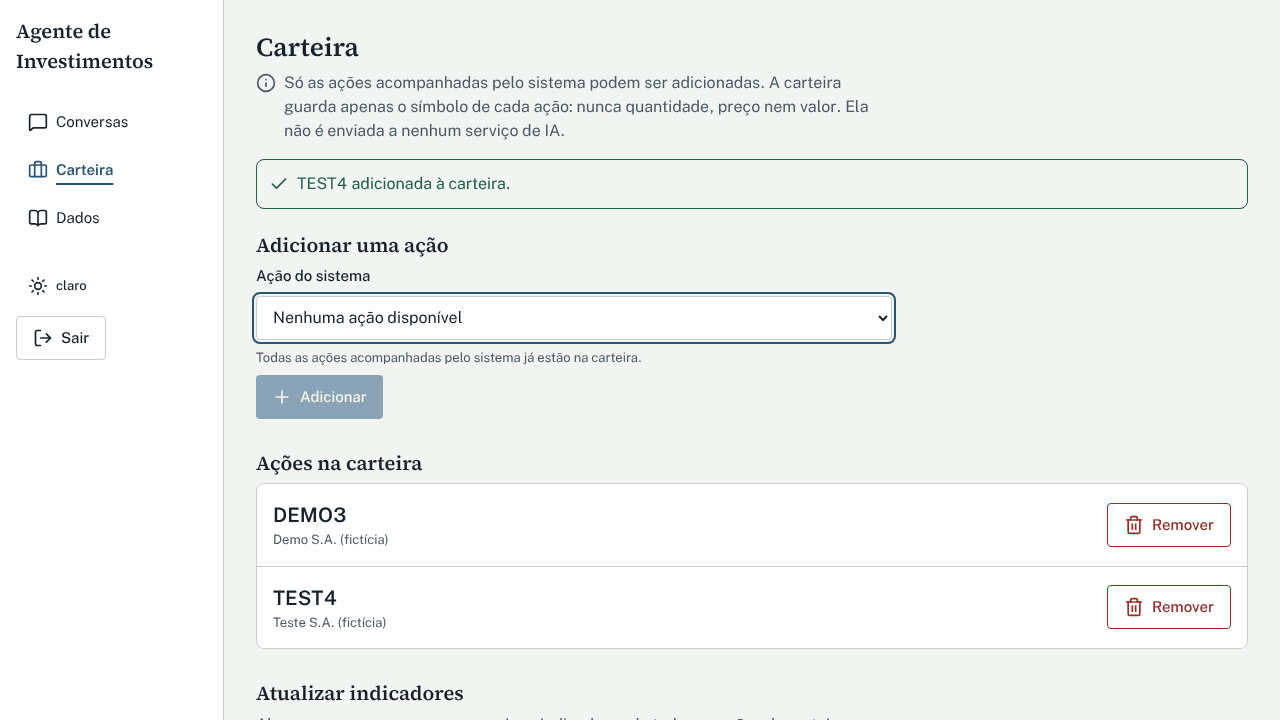 Agente de
Investimentos
Conversas
Carteira
Dados
claro
Sair
Carteira
Só as ações acompanhadas pelo sistema podem ser adicionadas. A carteira
guarda apenas o símbolo de cada ação: nunca quantidade, preço nem valor. Ela
não é enviada a nenhum serviço de IA.
TEST4 adicionada à carteira.
Adicionar uma ação
Ação do sistema
Nenhuma ação disponível
Todas as ações acompanhadas pelo sistema já estão na carteira.
Adicionar
Ações na carteira
DEMO3
Demo S.A. (fictícia)
Remover
TEST4
Teste S.A. (fictícia)
Remover
Atualizar indicadores